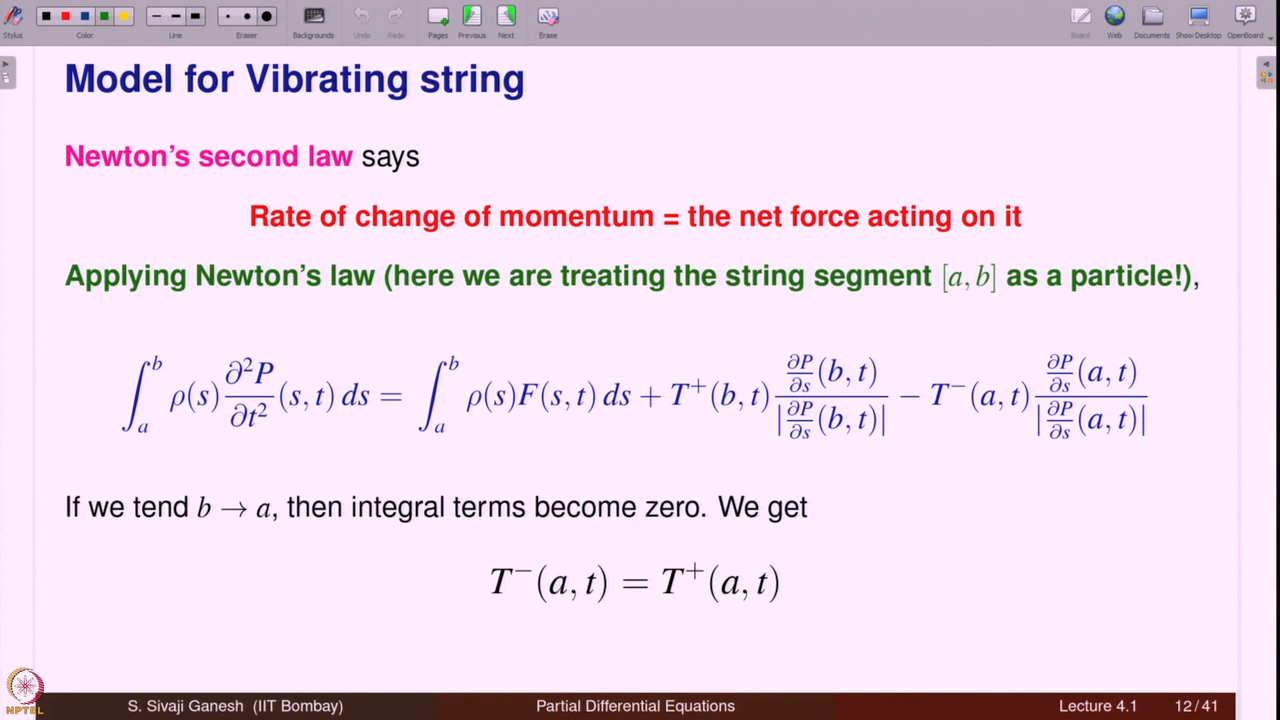 Stylus Color Line Eraser Backgrounds Undo Redo Pages Previous Next Erase Board Web Documents Show Desktop OpenBoard
Model for Vibrating string
Newton's second law says
Rate of change of momentum = the net force acting on it
Applying Newton's law (here we are treating the string segment [a, b] as a particle!),
∫_a^b ρ(s) ∂²P/∂t² (s, t) ds = ∫_a^b ρ(s)F(s, t) ds + T⁺(b, t) ∂P/∂s(b, t) / |∂P/∂s(b, t)| − T⁻(a, t) ∂P/∂s(a, t) / |∂P/∂s(a, t)|
If we tend b → a, then integral terms become zero. We get
T⁻(a, t) = T⁺(a, t)
NPTEL
S. Sivaji Ganesh (IIT Bombay) Partial Differential Equations Lecture 4.1 12 / 41